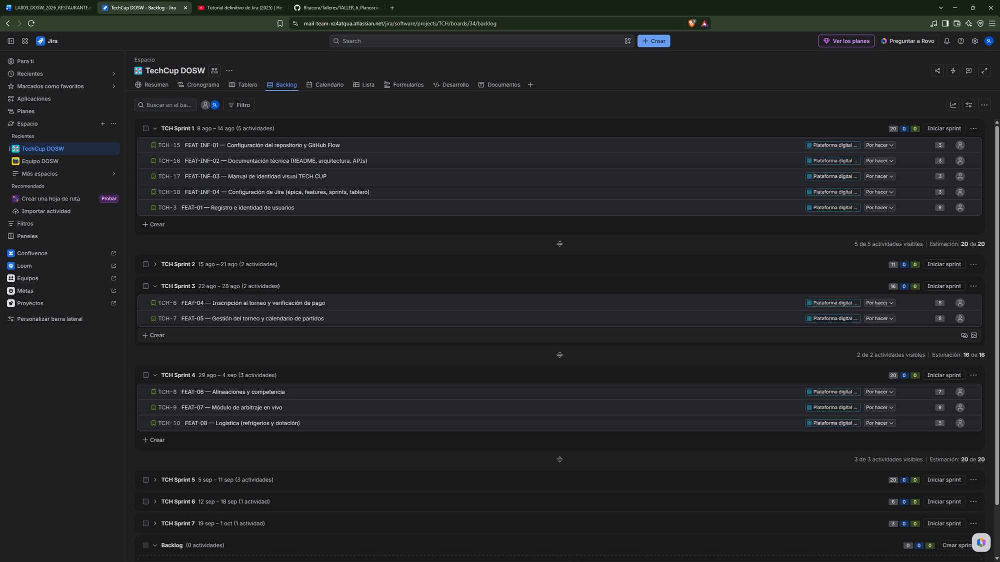 LAB03_DOSW_2026_RESTAURANTE.d
TechCup DOSW - Backlog - Jira
Tutorial definitivo de Jira (2025) | Her
Bitacora/Talleres/TALLER_6_Planeacio
mail-team-xz4atqua.atlassian.net/jira/software/projects/TCH/boards/34/backlog
Jira
Search
Crear
Ver los planes
Preguntar a Rovo
SL
Para ti
Recientes
Marcados como favoritos
Aplicaciones
Planes
Espacio
Recientes
TechCup DOSW
Equipo DOSW
Más espacios
Recomendado
Crear una hoja de ruta Probar
Importar actividad
Filtros
Paneles
Confluence
Loom
Equipos
Metas
Proyectos
Personalizar barra lateral
Espacio
TechCup DOSW
Resumen Cronograma Tablero Backlog Calendario Lista Formularios Desarrollo Documentos
Buscar en el ba... SL Filtro
TCH Sprint 1 8 ago – 14 ago (5 actividades) 20 0 0 Iniciar sprint
TCH-15 FEAT-INF-01 — Configuración del repositorio y GitHub Flow Plataforma digital ... Por hacer 3
TCH-16 FEAT-INF-02 — Documentación técnica (README, arquitectura, APIs) Plataforma digital ... Por hacer 3
TCH-17 FEAT-INF-03 — Manual de identidad visual TECH CUP Plataforma digital ... Por hacer 3
TCH-18 FEAT-INF-04 — Configuración de Jira (épica, features, sprints, tablero) Plataforma digital ... Por hacer 3
TCH-3 FEAT-01 — Registro e identidad de usuarios Plataforma digital ... Por hacer 8
Crear
5 de 5 actividades visibles Estimación: 20 de 20
TCH Sprint 2 15 ago – 21 ago (2 actividades) 11 0 0 Iniciar sprint
TCH Sprint 3 22 ago – 28 ago (2 actividades) 16 0 0 Iniciar sprint
TCH-6 FEAT-04 — Inscripción al torneo y verificación de pago Plataforma digital ... Por hacer 8
TCH-7 FEAT-05 — Gestión del torneo y calendario de partidos Plataforma digital ... Por hacer 8
Crear
2 de 2 actividades visibles Estimación: 16 de 16
TCH Sprint 4 29 ago – 4 sep (3 actividades) 20 0 0 Iniciar sprint
TCH-8 FEAT-06 — Alineaciones y competencia Plataforma digital ... Por hacer 7
TCH-9 FEAT-07 — Módulo de arbitraje en vivo Plataforma digital ... Por hacer 8
TCH-10 FEAT-08 — Logística (refrigerios y dotación) Plataforma digital ... Por hacer 5
Crear
3 de 3 actividades visibles Estimación: 20 de 20
TCH Sprint 5 5 sep – 11 sep (3 actividades) 20 0 0 Iniciar sprint
TCH Sprint 6 12 sep – 18 sep (1 actividad) 6 0 0 Iniciar sprint
TCH Sprint 7 19 sep – 1 oct (1 actividad) 3 0 0 Iniciar sprint
Backlog (0 actividades) 0 0 0 Crear sprin